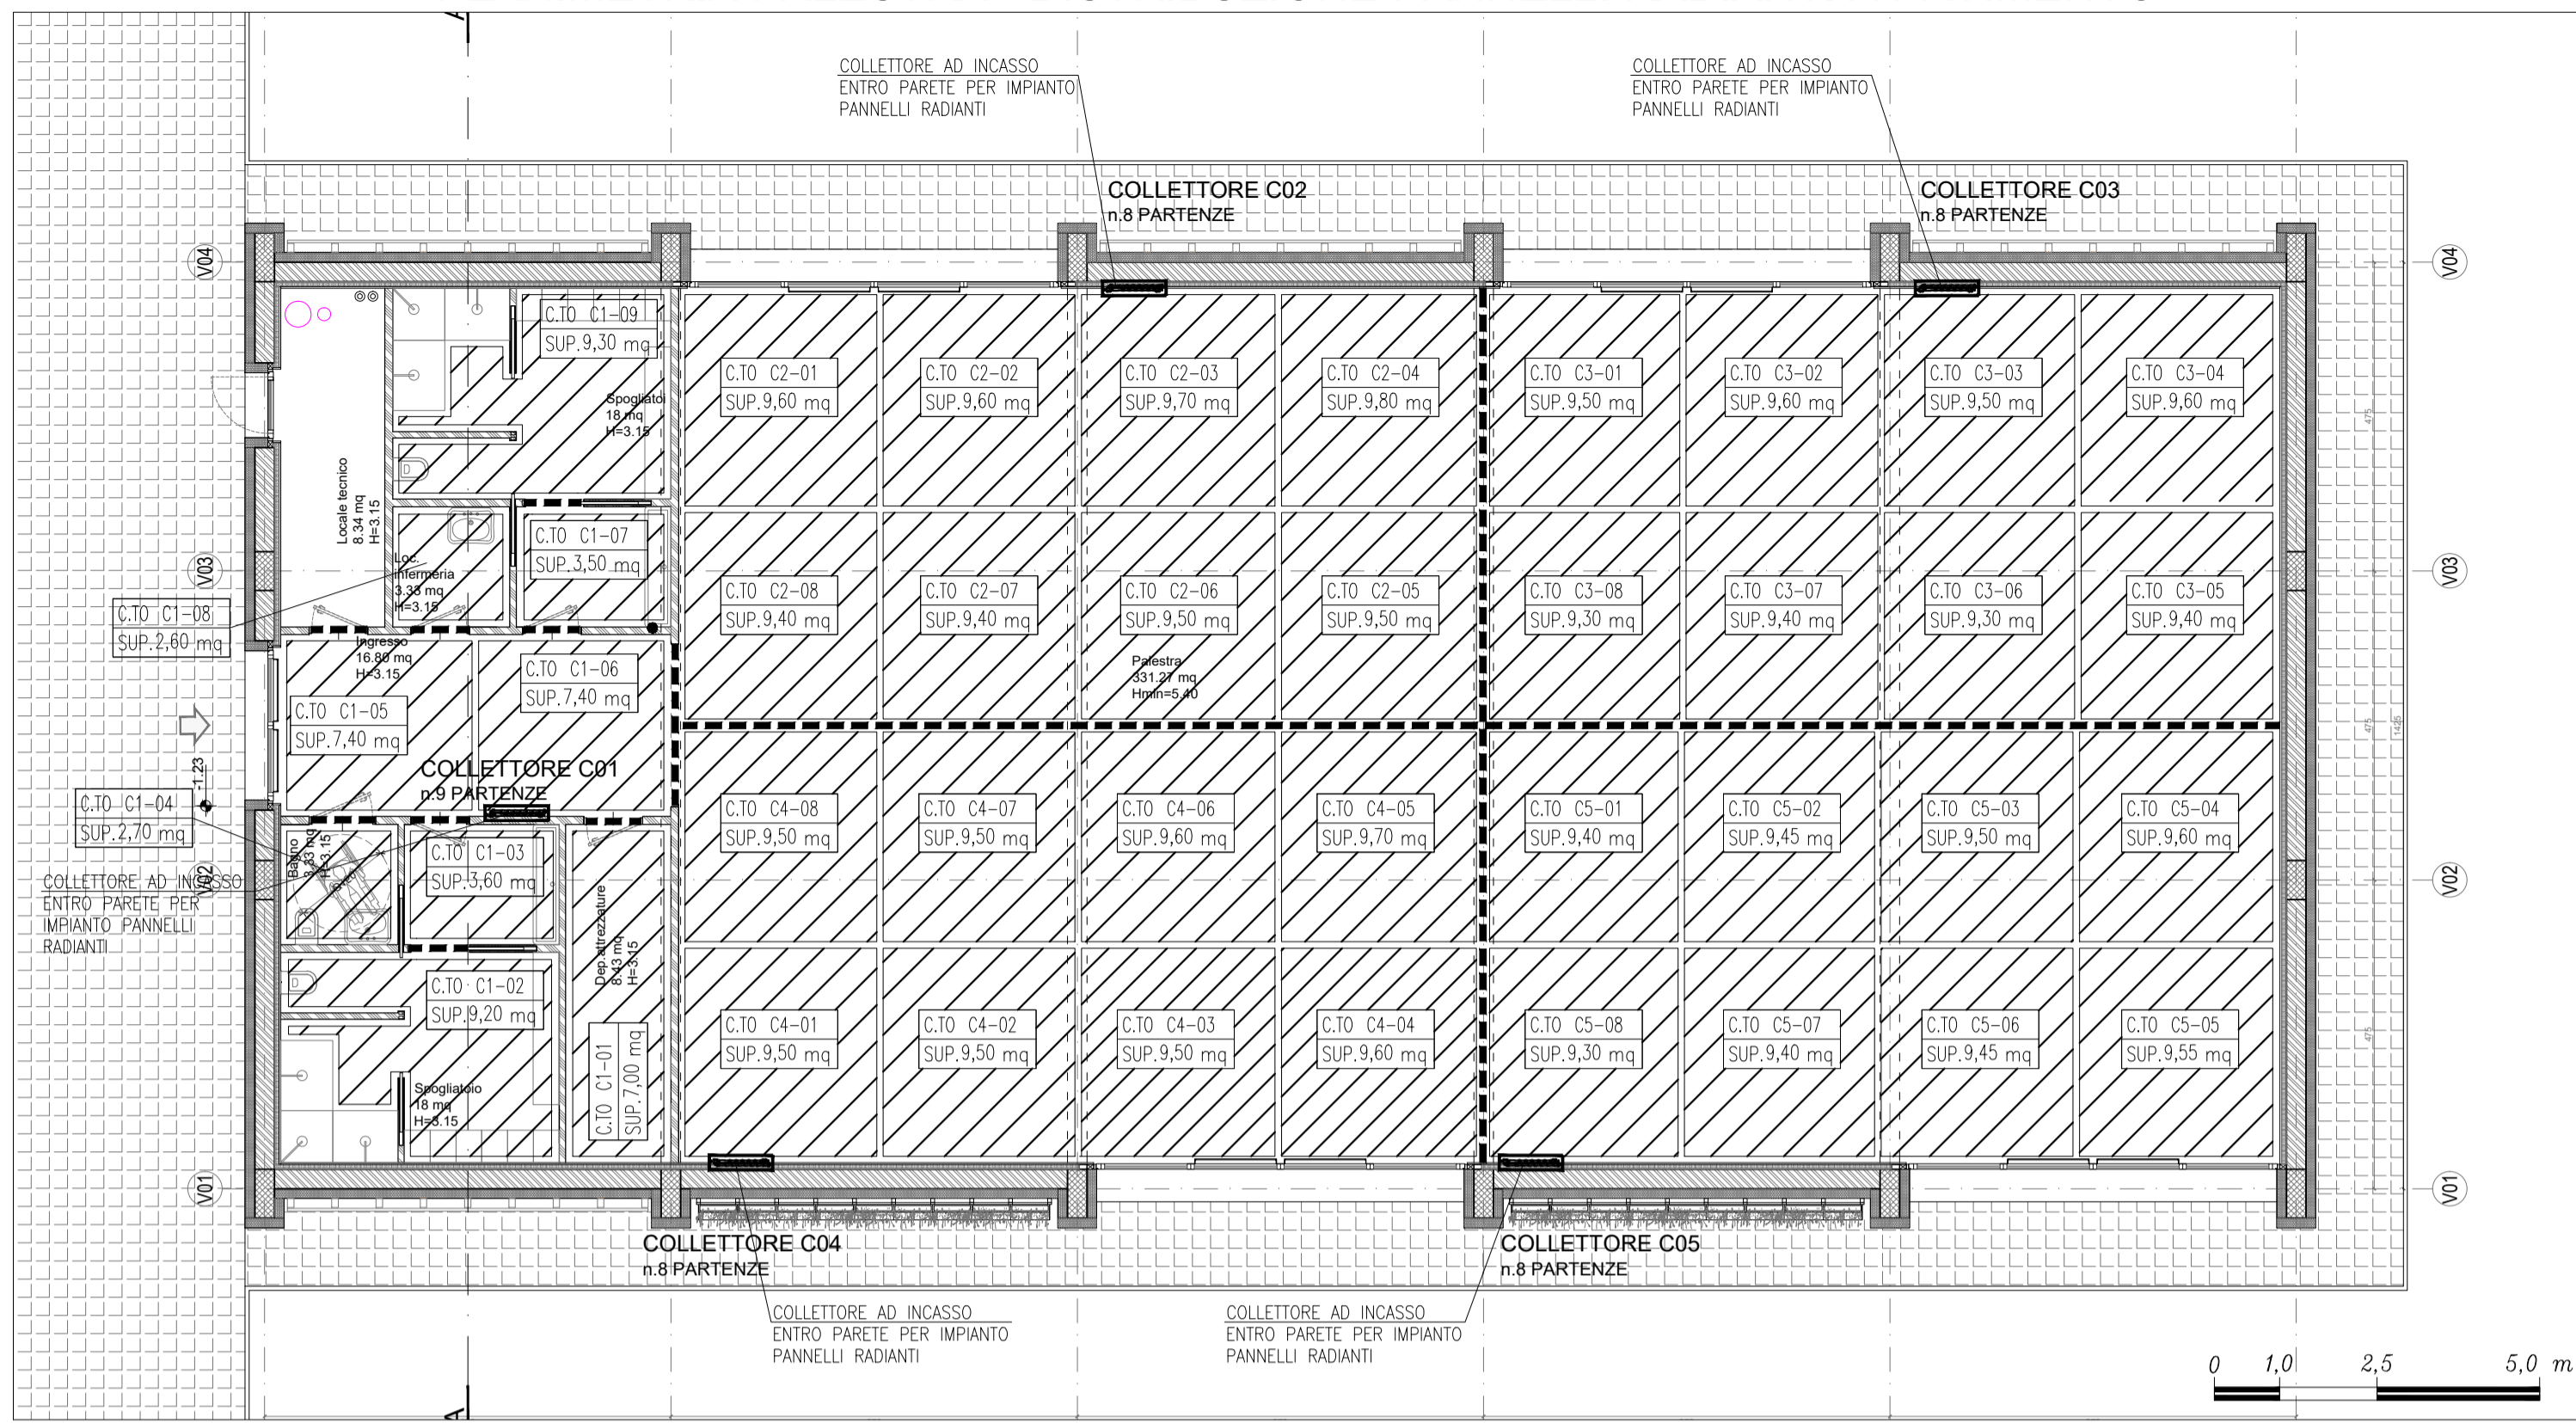 A
COLLETTORE AD INCASSO
ENTRO PARETE PER IMPIANTO
PANNELLI RADIANTI
COLLETTORE AD INCASSO
ENTRO PARETE PER IMPIANTO
PANNELLI RADIANTI
COLLETTORE C02
n.8 PARTENZE
COLLETTORE C03
n.8 PARTENZE
V04
V04
C.TO C1-09
SUP.9,30 mq
Spogliatoi
18 mq
H=3.15
C.TO C2-01
SUP.9,60 mq
C.TO C2-02
SUP.9,60 mq
C.TO C2-03
SUP.9,70 mq
C.TO C2-04
SUP.9,80 mq
C.TO C3-01
SUP.9,50 mq
C.TO C3-02
SUP.9,60 mq
C.TO C3-03
SUP.9,50 mq
C.TO C3-04
SUP.9,60 mq
475
Locale tecnico
8.34 mq
H=3.15
C.TO C1-07
SUP.3,50 mq
Loc.
infermeria
3.33 mq
H=3.15
V03
V03
C.TO C1-08
SUP.2,60 mq
C.TO C2-08
SUP.9,40 mq
C.TO C2-07
SUP.9,40 mq
C.TO C2-06
SUP.9,50 mq
C.TO C2-05
SUP.9,50 mq
C.TO C3-08
SUP.9,30 mq
C.TO C3-07
SUP.9,40 mq
C.TO C3-06
SUP.9,30 mq
C.TO C3-05
SUP.9,40 mq
Ingresso
16.80 mq
H=3.15
C.TO C1-06
SUP.7,40 mq
Palestra
331.27 mq
Hmin=5.40
C.TO C1-05
SUP.7,40 mq
475
1425
COLLETTORE C01
n.9 PARTENZE
-1.23
C.TO C1-04
SUP.2,70 mq
Bagno
3.33 mq
H=3.15
C.TO C1-03
SUP.3,60 mq
C.TO C4-08
SUP.9,50 mq
C.TO C4-07
SUP.9,50 mq
C.TO C4-06
SUP.9,60 mq
C.TO C4-05
SUP.9,70 mq
C.TO C5-01
SUP.9,40 mq
C.TO C5-02
SUP.9,45 mq
C.TO C5-03
SUP.9,50 mq
C.TO C5-04
SUP.9,60 mq
V02
V02
COLLETTORE AD INCASSO
ENTRO PARETE PER
IMPIANTO PANNELLI
RADIANTI
Dep.attrezzature
8.43 mq
H=3.15
C.TO C1-02
SUP.9,20 mq
C.TO C1-01
SUP.7,00 mq
Spogliatoio
18 mq
H=3.15
C.TO C4-01
SUP.9,50 mq
C.TO C4-02
SUP.9,50 mq
C.TO C4-03
SUP.9,50 mq
C.TO C4-04
SUP.9,60 mq
C.TO C5-08
SUP.9,30 mq
C.TO C5-07
SUP.9,40 mq
C.TO C5-06
SUP.9,45 mq
C.TO C5-05
SUP.9,55 mq
475
V01
V01
COLLETTORE C04
n.8 PARTENZE
COLLETTORE C05
n.8 PARTENZE
COLLETTORE AD INCASSO
ENTRO PARETE PER IMPIANTO
PANNELLI RADIANTI
COLLETTORE AD INCASSO
ENTRO PARETE PER IMPIANTO
PANNELLI RADIANTI
0 1,0 2,5 5,0 m
A